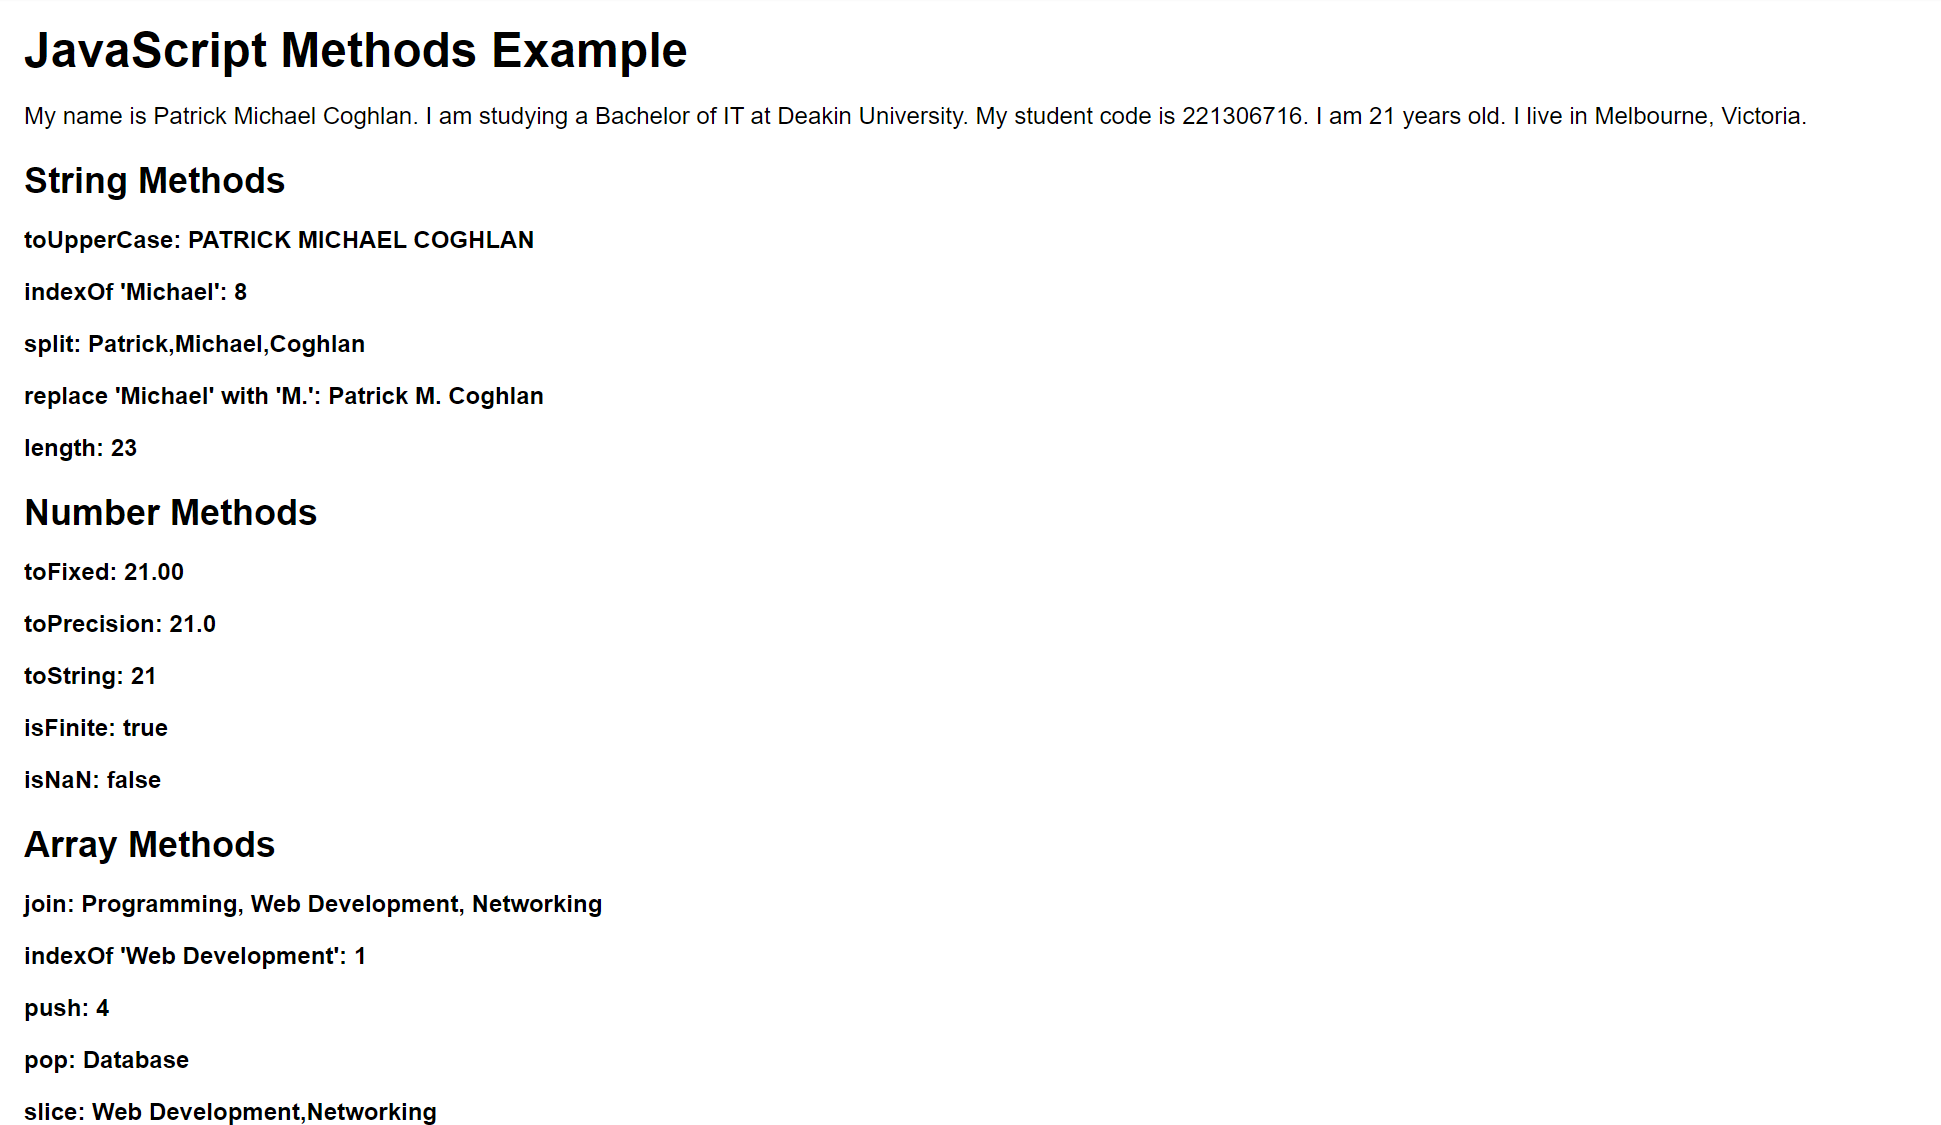 JavaScript Methods Example
My name is Patrick Michael Coghlan. I am studying a Bachelor of IT at Deakin University. My student code is 221306716. I am 21 years old. I live in Melbourne, Victoria.
String Methods
toUpperCase: PATRICK MICHAEL COGHLAN
indexOf 'Michael': 8
split: Patrick,Michael,Coghlan
replace 'Michael' with 'M.': Patrick M. Coghlan
length: 23
Number Methods
toFixed: 21.00
toPrecision: 21.0
toString: 21
isFinite: true
isNaN: false
Array Methods
join: Programming, Web Development, Networking
indexOf 'Web Development': 1
push: 4
pop: Database
slice: Web Development,Networking